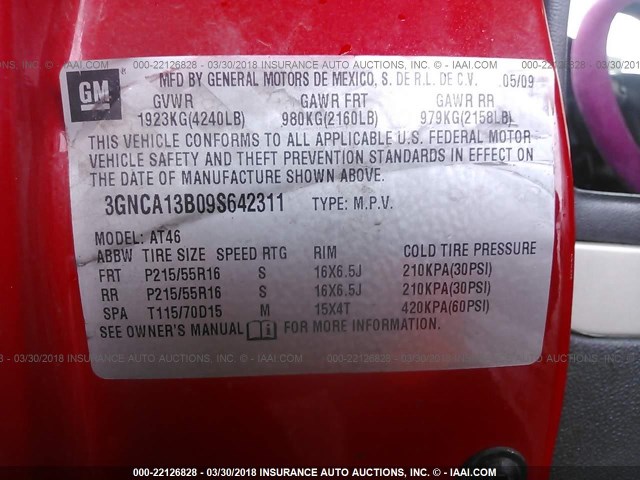 000-22126828 - 03/30/2018 INSURANCE AUTO AUCTIONS, INC. - © IAAI.COM
GM ®
MFD BY GENERAL MOTORS DE MEXICO, S. DE R.L. DE C.V. 05/09
GVWR GAWR FRT GAWR RR
1923KG(4240LB) 980KG(2160LB) 979KG(2158LB)
THIS VEHICLE CONFORMS TO ALL APPLICABLE U.S. FEDERAL MOTOR
VEHICLE SAFETY AND THEFT PREVENTION STANDARDS IN EFFECT ON
THE DATE OF MANUFACTURE SHOWN ABOVE.
3GNCA13B09S642311 TYPE: M.P.V.
MODEL: AT46
ABBW TIRE SIZE SPEED RTG RIM COLD TIRE PRESSURE
FRT P215/55R16 S 16X6.5J 210KPA(30PSI)
RR P215/55R16 S 16X6.5J 210KPA(30PSI)
SPA T115/70D15 M 15X4T 420KPA(60PSI)
SEE OWNER'S MANUAL FOR MORE INFORMATION.
000-22126828 - 03/30/2018 INSURANCE AUTO AUCTIONS, INC. - © IAAI.COM
000-22126828 - 03/30/2018 INSURANCE AUTO AUCTIONS, INC. - © IAAI.COM